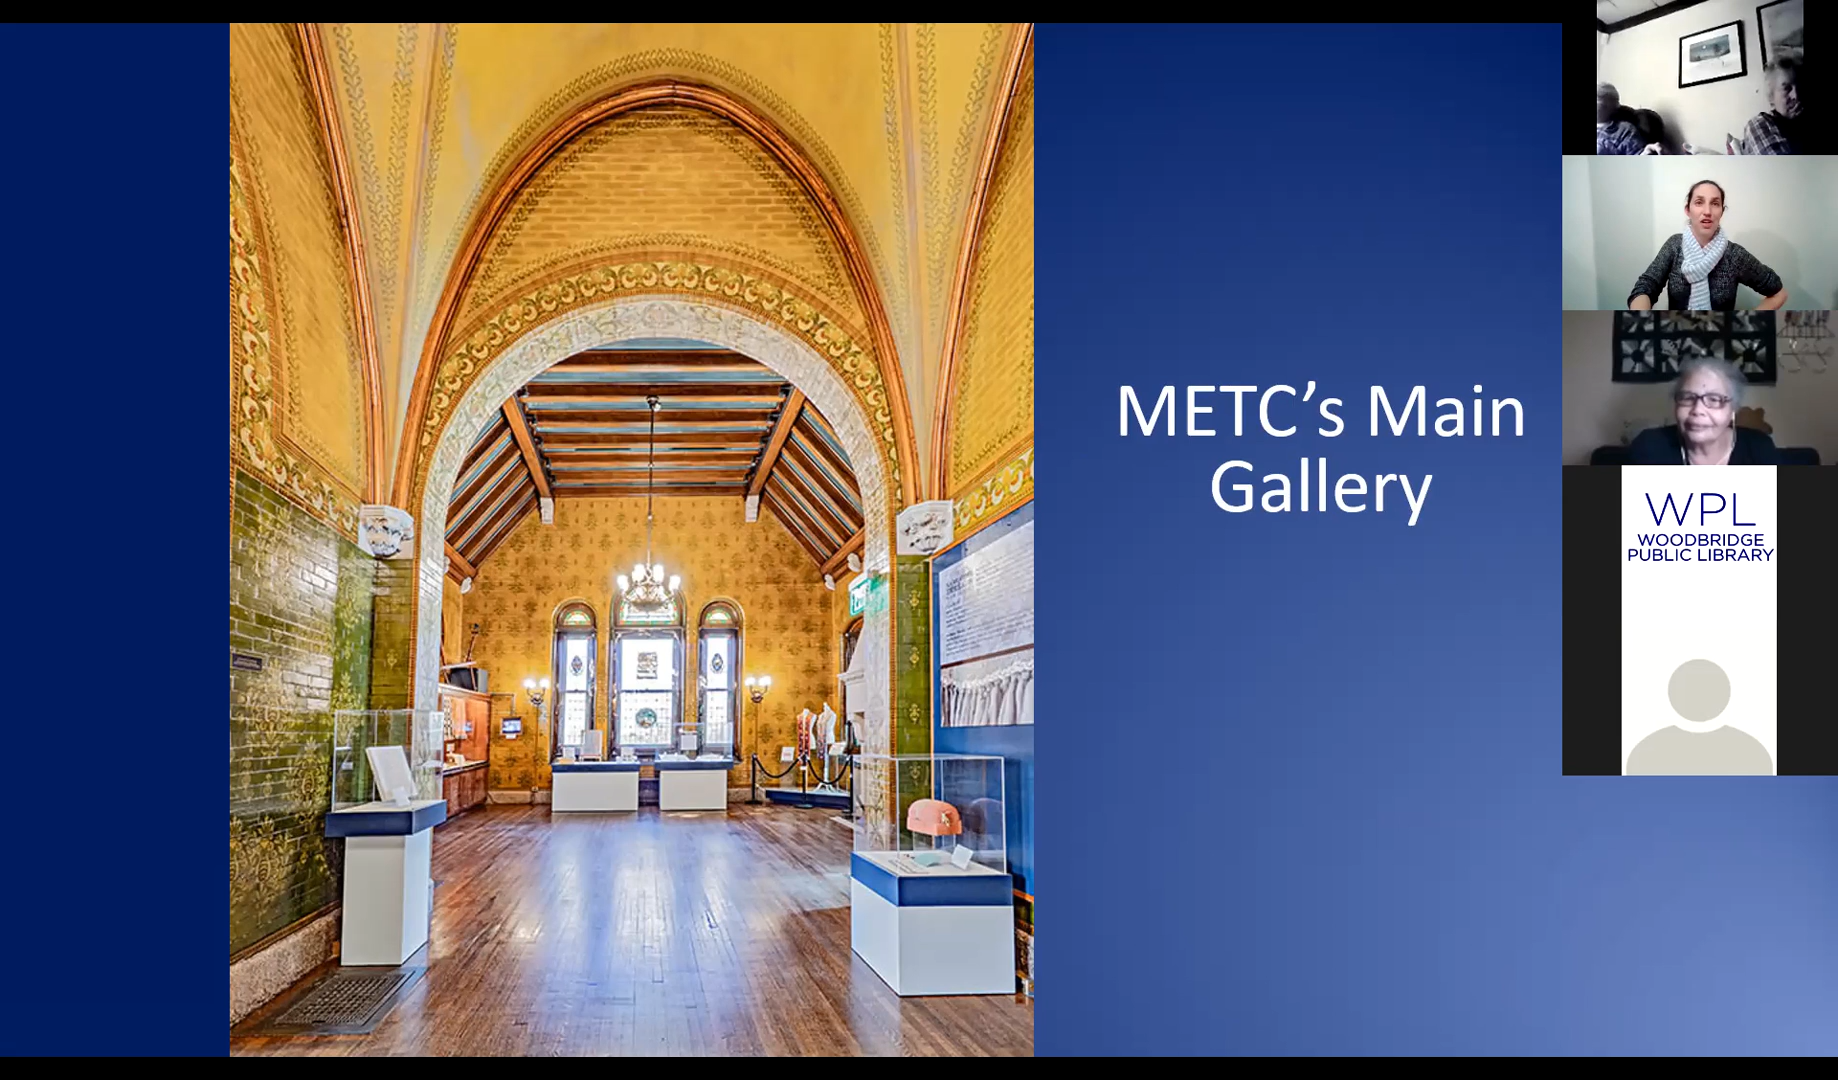 METC’s Main
Gallery
WPL
WOODBRIDGE
PUBLIC LIBRARY